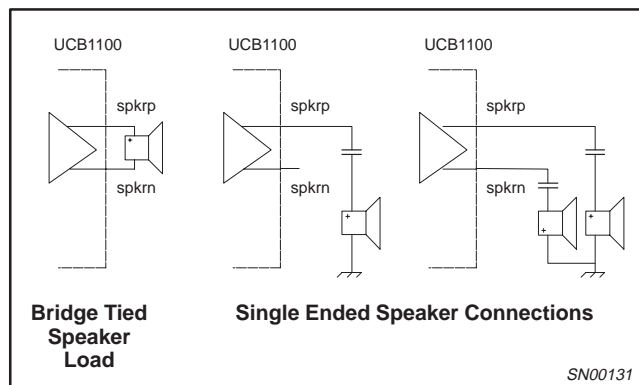 UCB1100 UCB1100 UCB1100
spkrp spkrp spkrp
+
spkrn spkrn spkrn
+ + +
Bridge Tied Speaker Load
Single Ended Speaker Connections
SN00131